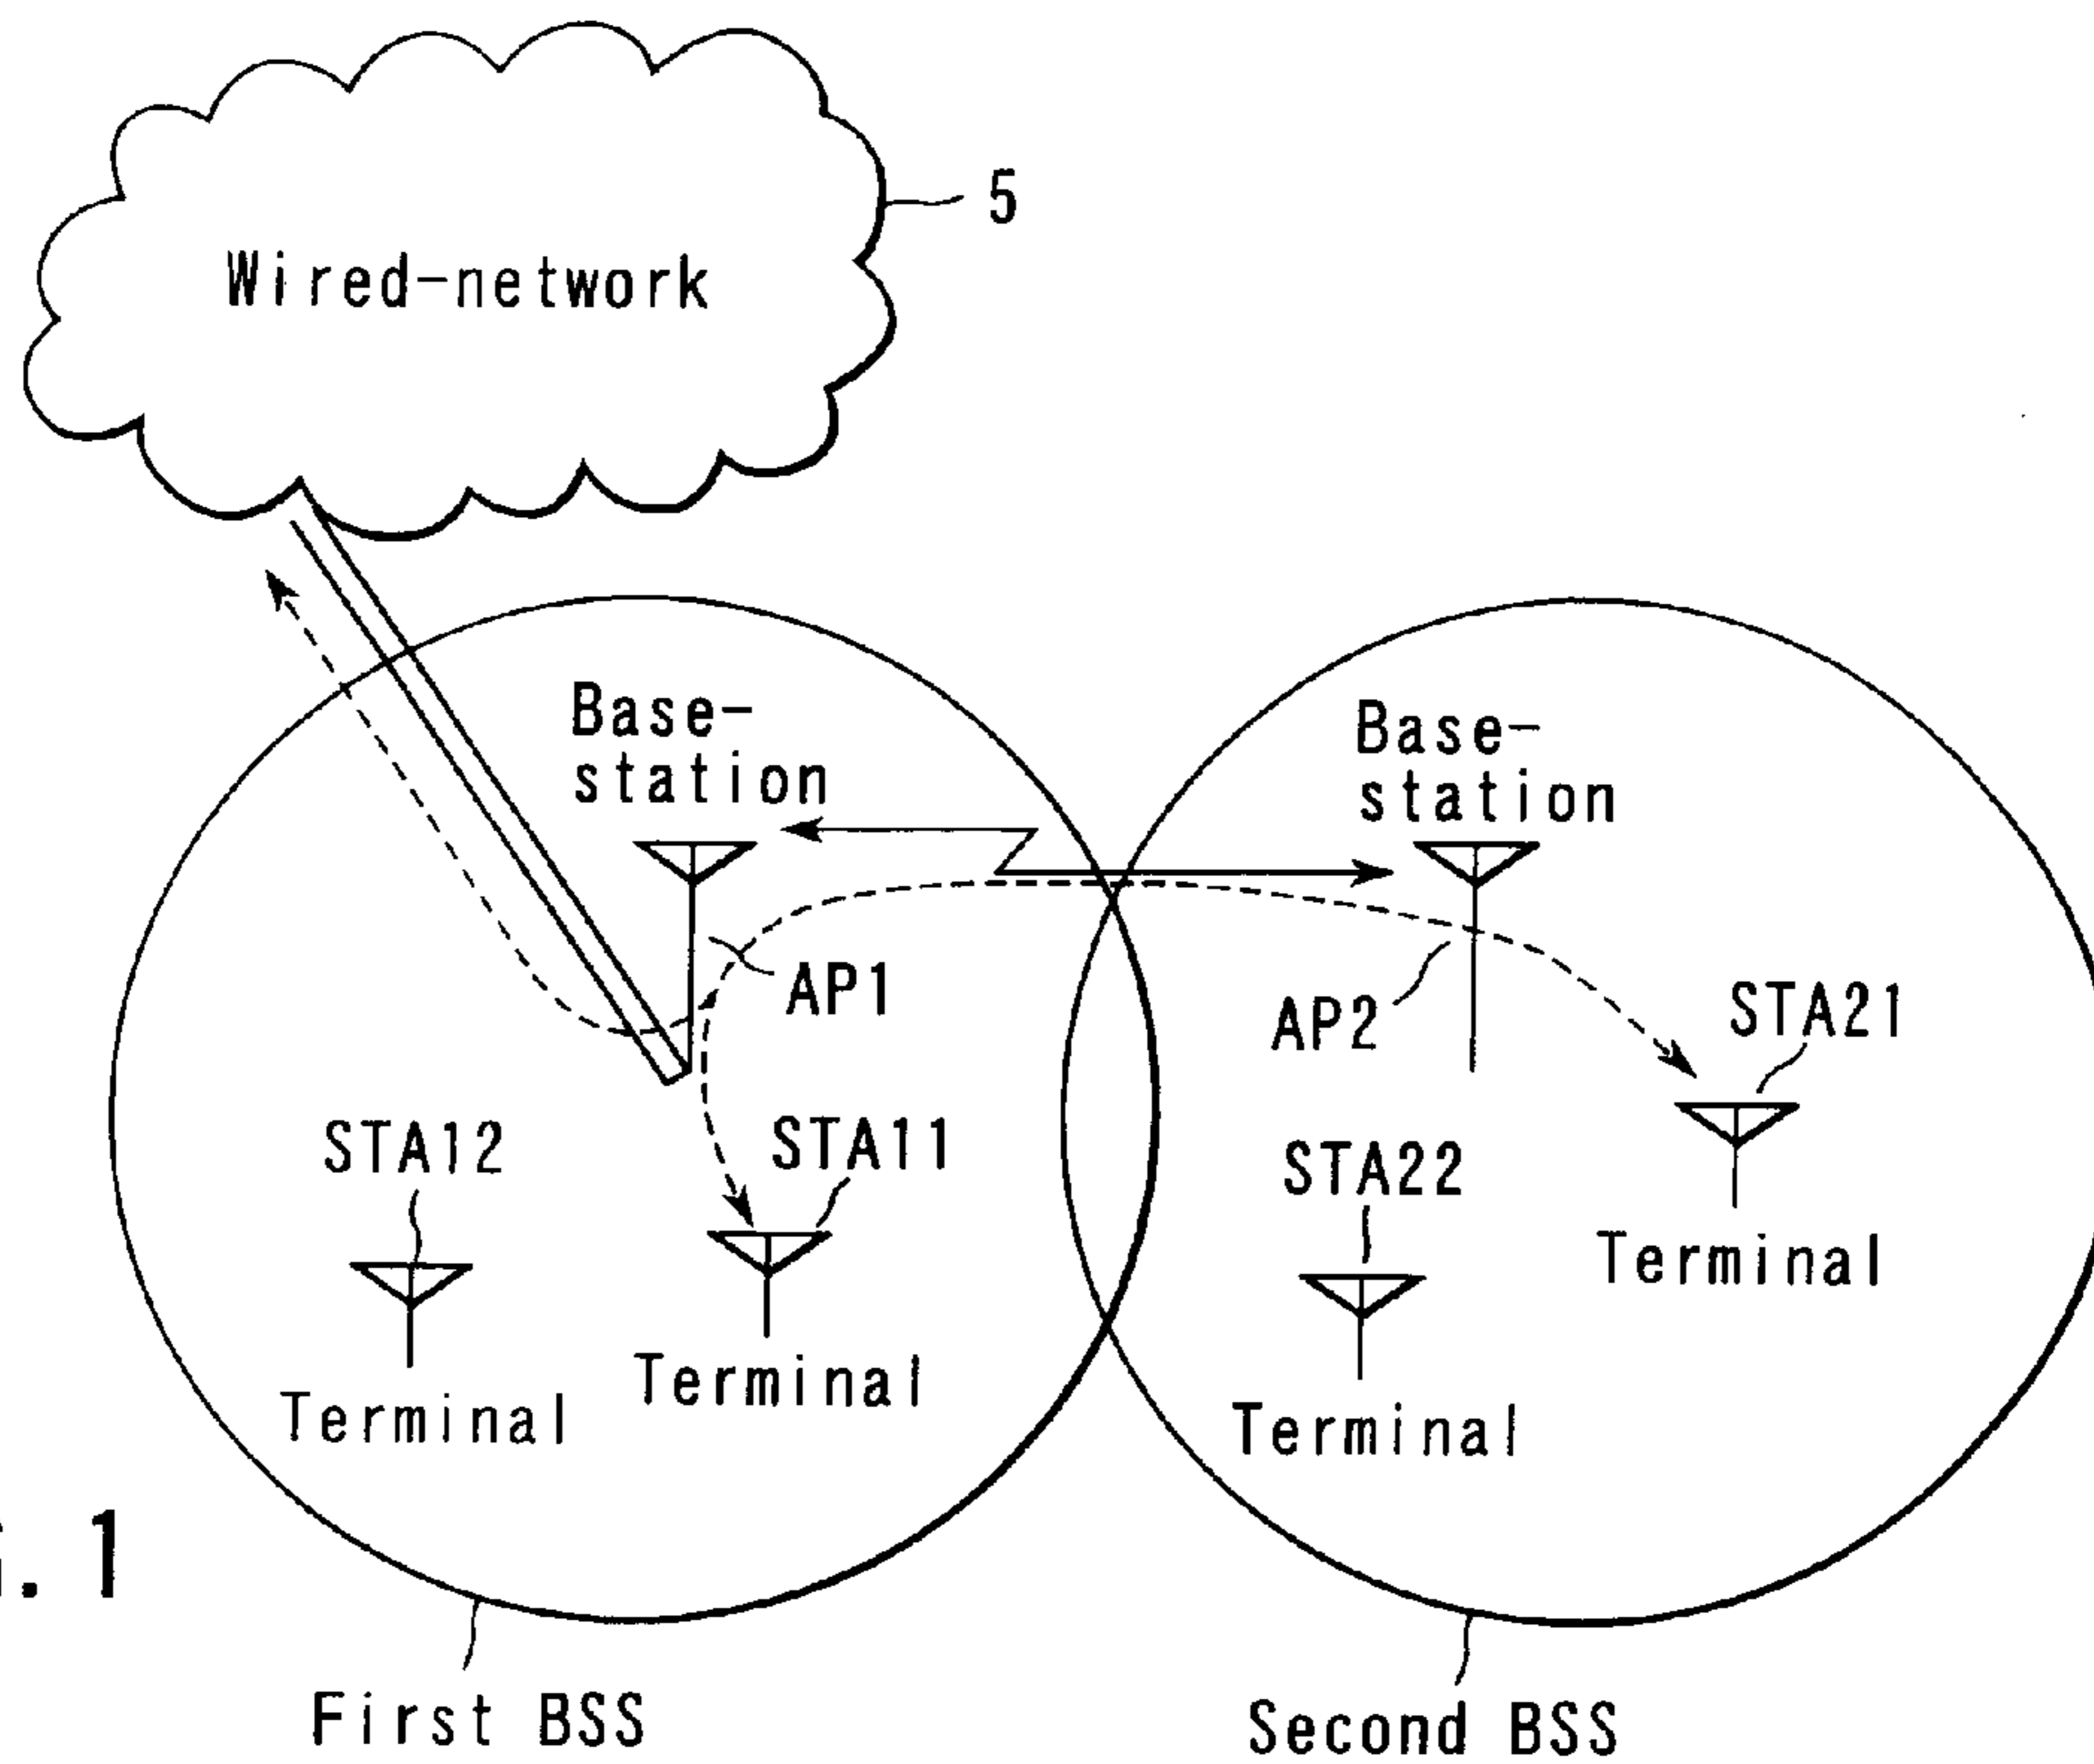 5
Wired-network
Base-
station
Base-
station
AP1
AP2
STA21
STA12
STA11
STA22
Terminal
Terminal
Terminal
Terminal
. 1
First BSS
Second BSS